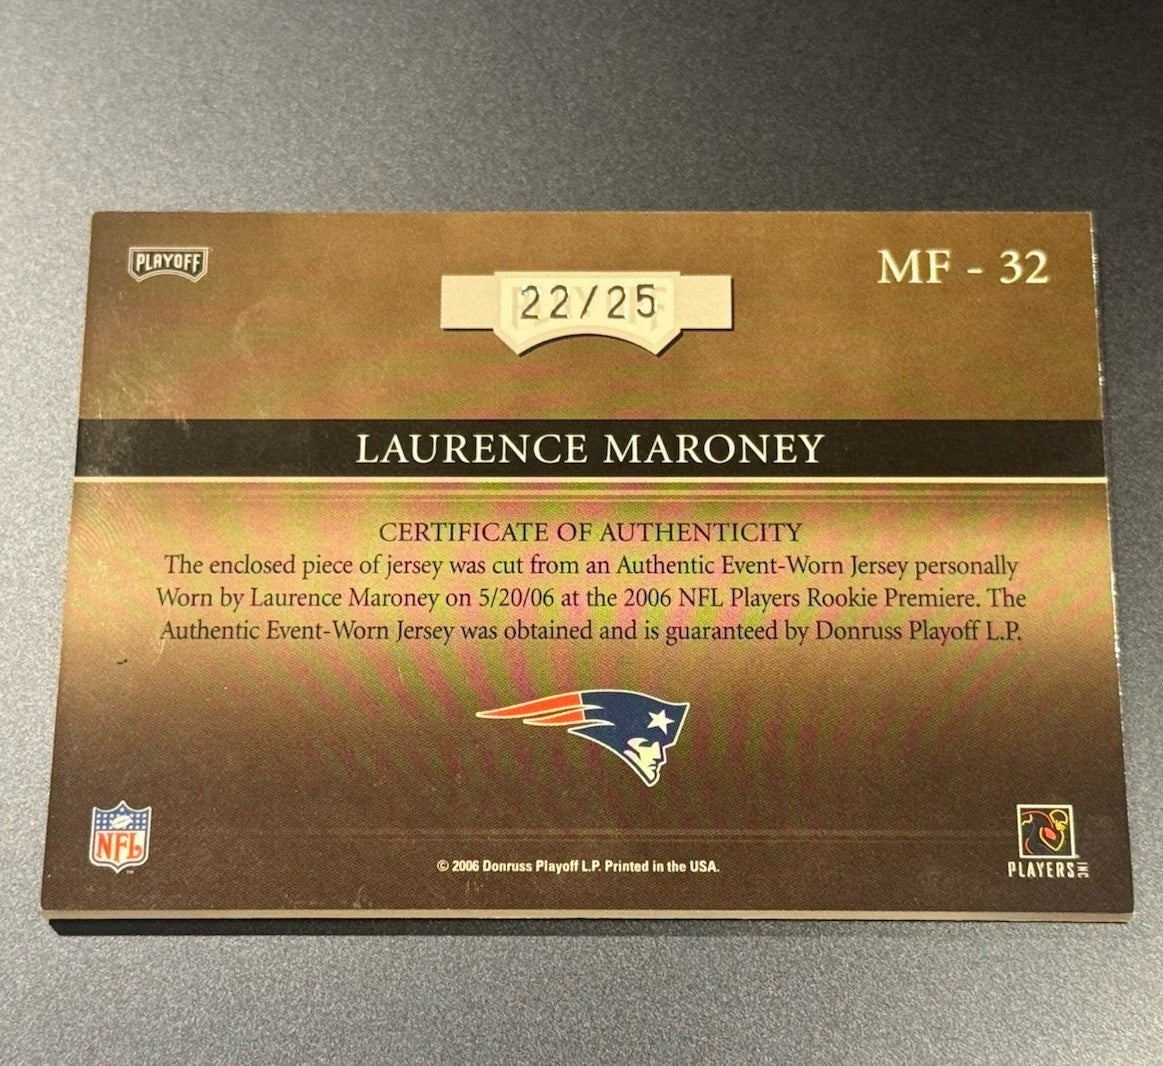 PLAYOFF
MF - 32
PLAYOFF
22/25
LAURENCE MARONEY
CERTIFICATE OF AUTHENTICITY
The enclosed piece of jersey was cut from an Authentic Event-Worn Jersey personally
Worn by Laurence Maroney on 5/20/06 at the 2006 NFL Players Rookie Premiere. The
Authentic Event-Worn Jersey was obtained and is guaranteed by Donruss Playoff L.P.
NFL
© 2006 Donruss Playoff L.P. Printed in the USA.
PLAYERS INC